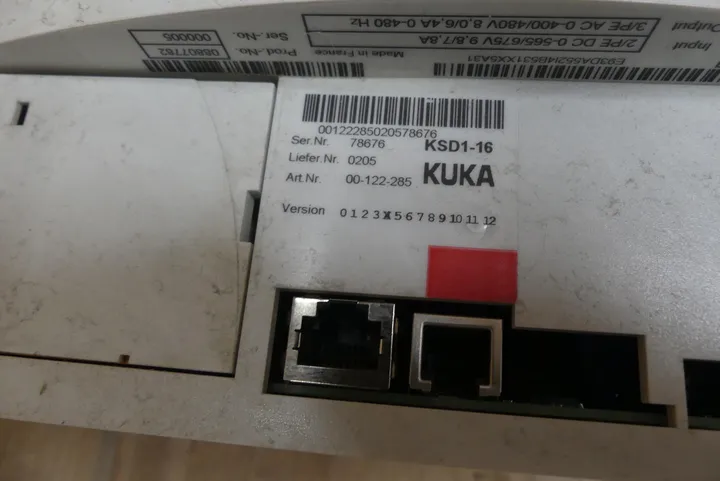 Output 3/PE AC 0-400/480V 8,0/6,4A 0-480 Hz
Input 2/PE DC 0-565/675V 9,8/7,8A
Made in France
Prod.-No. 08807762
Ser.-No. 000005
E93DA552I4B531XX5A31
00122285020578676
Ser.Nr. 78676 KSD1-16
Liefer.Nr. 0205
Art.Nr. 00-122-285 KUKA
Version 0 1 2 3 X 5 6 7 8 9 10 11 12